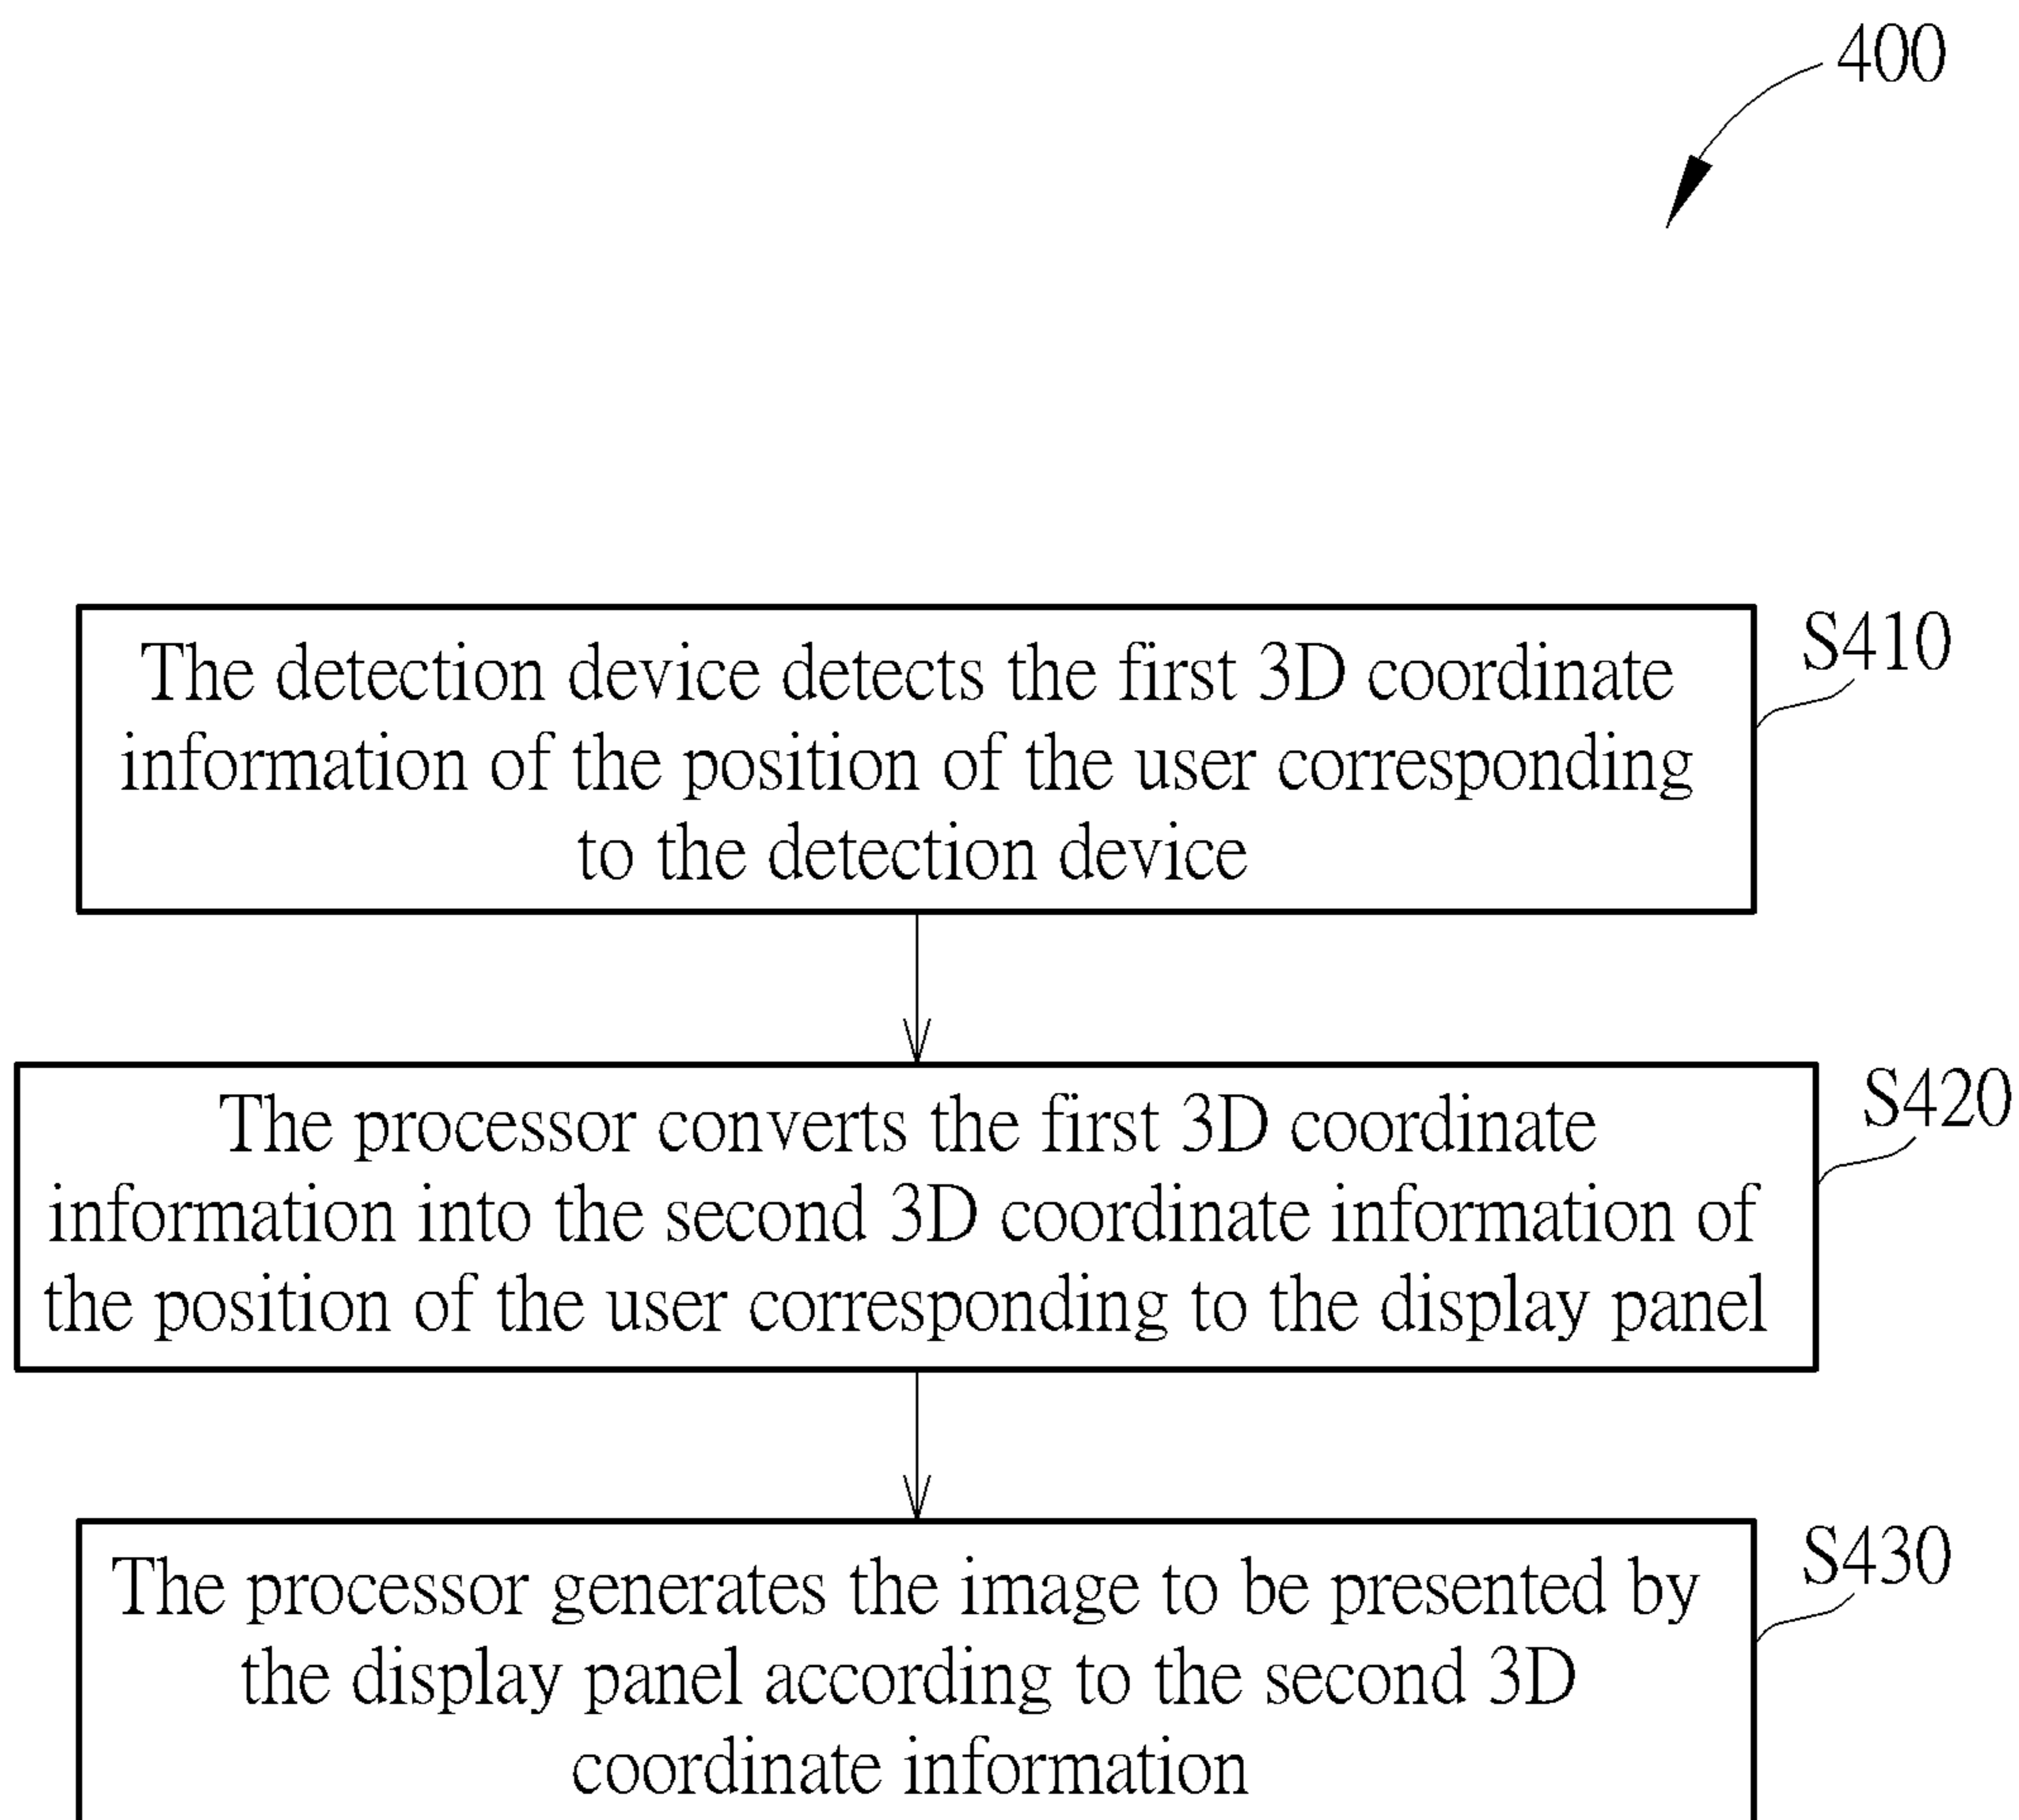 400
S410
The detection device detects the first 3D coordinate
information of the position of the user corresponding
to the detection device
S420
The processor converts the first 3D coordinate
information into the second 3D coordinate information of
the position of the user corresponding to the display panel
S430
The processor generates the image to be presented by
the display panel according to the second 3D
coordinate information